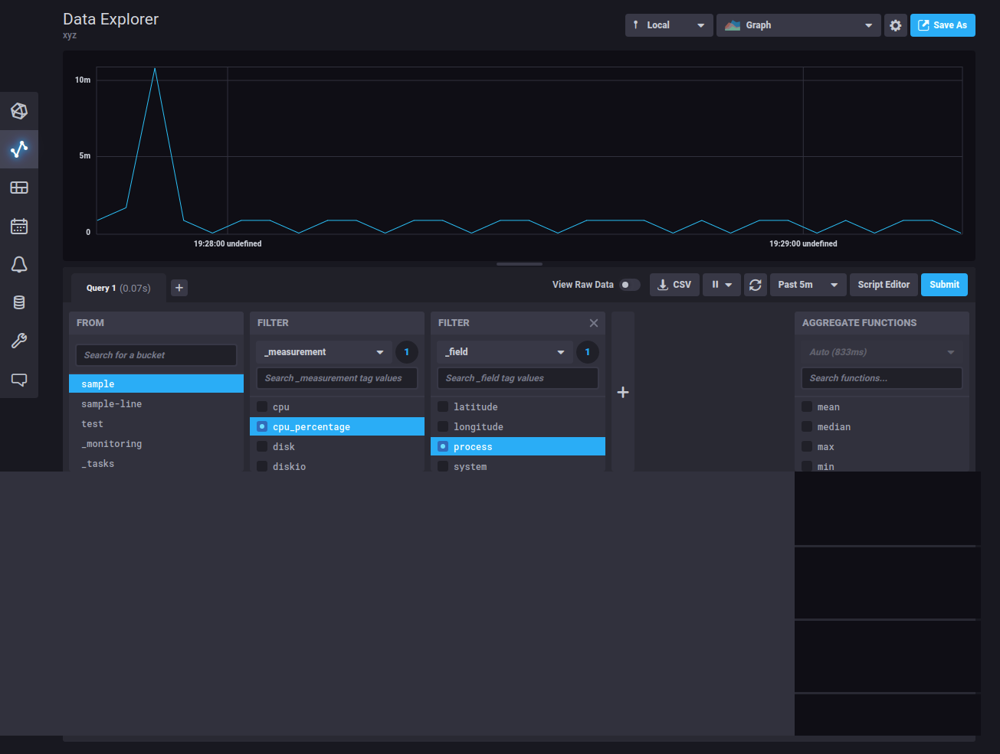 Data Explorer
xyz
Local
Graph
Save As
10m
5m
0
19:28:00 undefined
19:29:00 undefined
Query 1 (0.07s)
+
View Raw Data
CSV
Past 5m
Script Editor
Submit
FROM
Search for a bucket
sample
sample-line
test
_monitoring
_tasks
FILTER
_measurement
1
Search _measurement tag values
cpu
cpu_percentage
disk
diskio
FILTER
_field
1
Search _field tag values
latitude
longitude
process
system
+
AGGREGATE FUNCTIONS
Auto (833ms)
Search functions...
mean
median
max
min